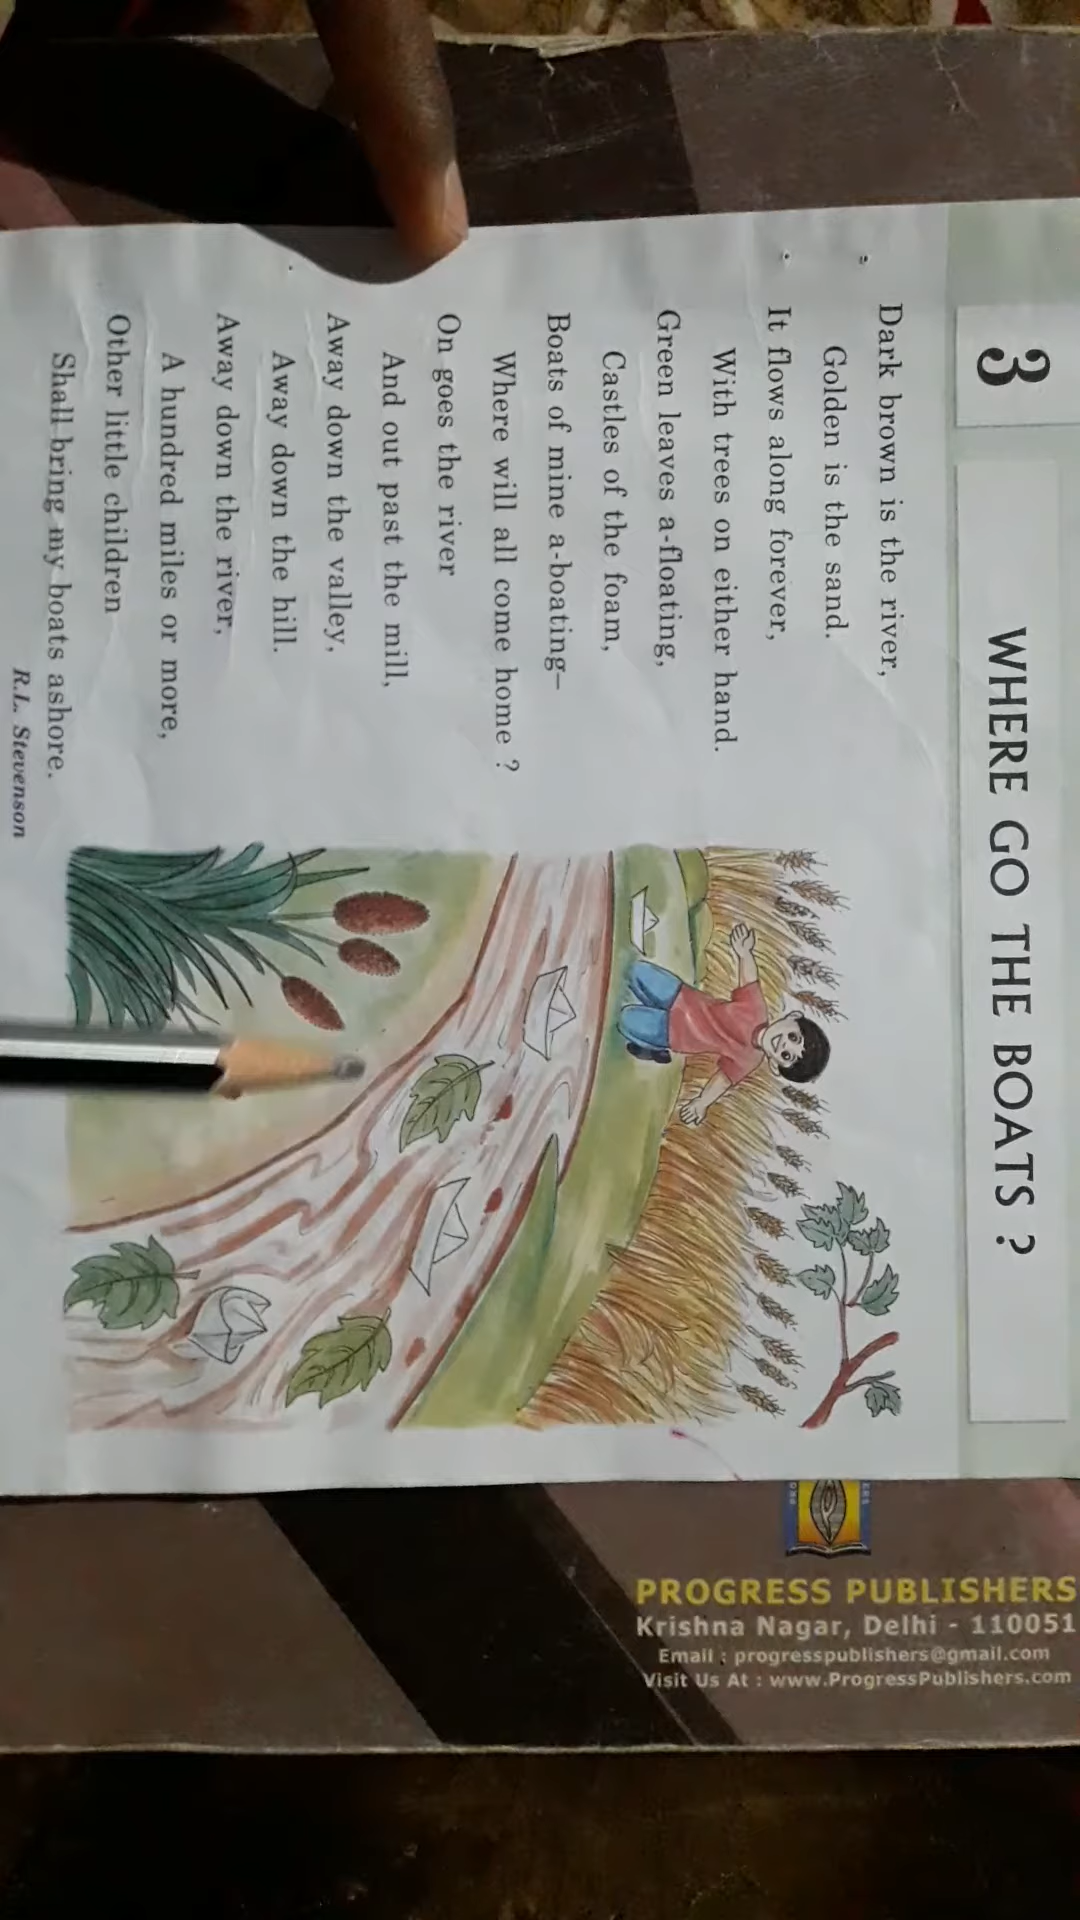 3
WHERE GO THE BOATS ?
Dark brown is the river,
Golden is the sand.
It flows along forever,
With trees on either hand.
Green leaves a-floating,
Castles of the foam,
Boats of mine a-boating–
Where will all come home ?
On goes the river
And out past the mill,
Away down the valley,
Away down the hill.
Away down the river,
A hundred miles or more,
Other little children
Shall bring my boats ashore.
R.L. Stevenson
PROGRESS PUBLISHERS
Krishna Nagar, Delhi - 110051
Email : progresspublishers@gmail.com
Visit Us At : www.ProgressPublishers.com